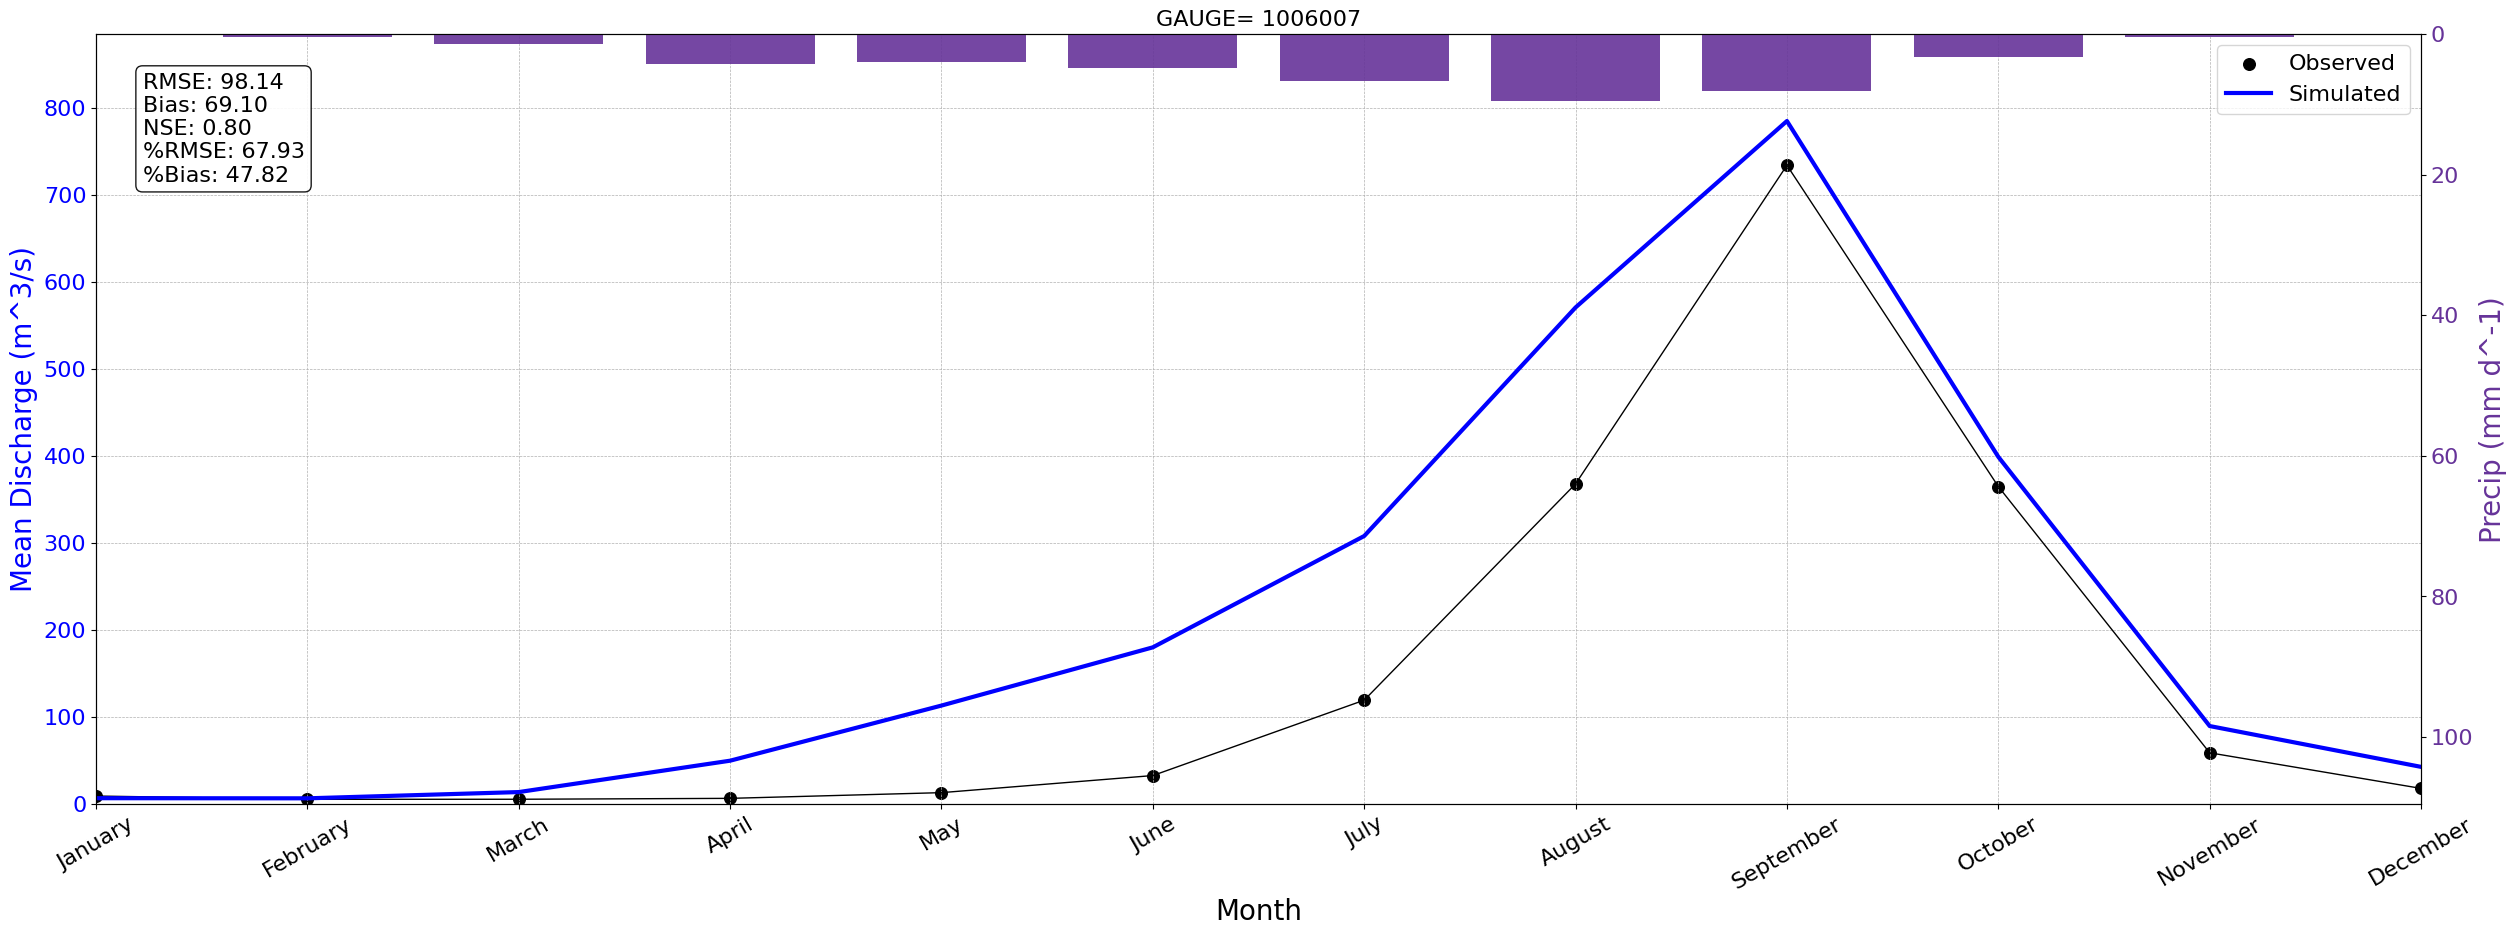 GAUGE= 1006007
RMSE: 98.14
Bias: 69.10
NSE: 0.80
%RMSE: 67.93
%Bias: 47.82
Observed
Simulated
Mean Discharge (m^3/s)
800
700
600
500
400
300
200
100
0
Precip (mm d^-1)
0
20
40
60
80
100
January
February
March
April
May
June
July
August
September
October
November
December
Month